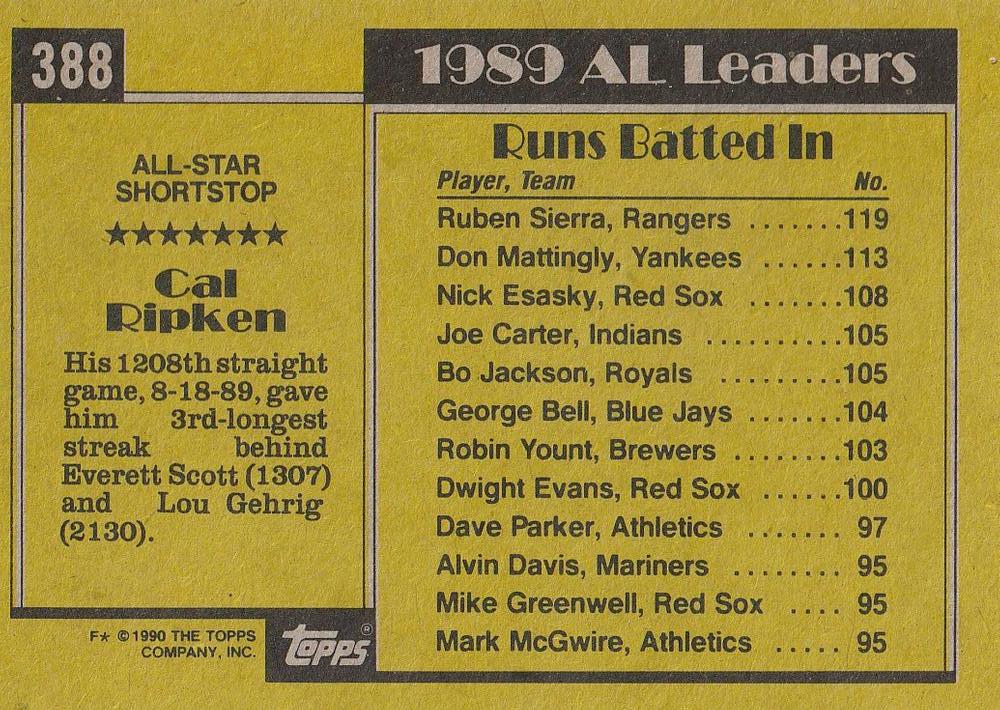 388
1989 AL Leaders
ALL-STAR
SHORTSTOP
★★★★★★★
Cal
Ripken
His 1208th straight
game, 8-18-89, gave
him 3rd-longest
streak behind
Everett Scott (1307)
and Lou Gehrig
(2130).
Runs Batted In
Player, Team No.
Ruben Sierra, Rangers .......119
Don Mattingly, Yankees ......113
Nick Esasky, Red Sox .......108
Joe Carter, Indians ..........105
Bo Jackson, Royals .........105
George Bell, Blue Jays ......104
Robin Yount, Brewers ........103
Dwight Evans, Red Sox ......100
Dave Parker, Athletics ....... 97
Alvin Davis, Mariners ........ 95
Mike Greenwell, Red Sox .... 95
Mark McGwire, Athletics ..... 95
F★ ©1990 THE TOPPS
COMPANY, INC.
Topps®